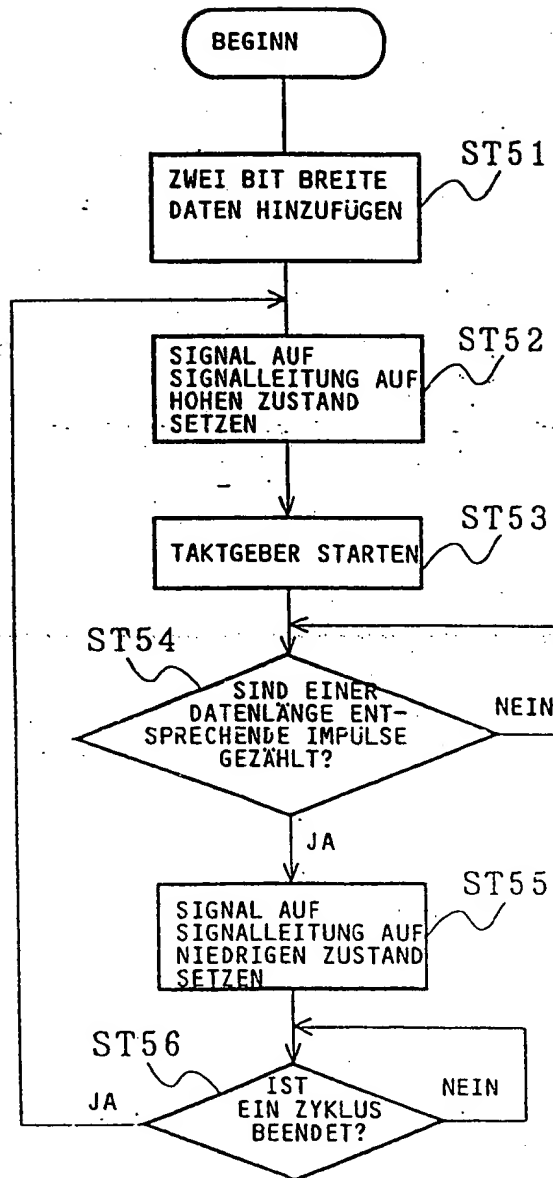 BEGINN
ST51
ZWEI BIT BREITE
DATEN HINZUFÜGEN
ST52
SIGNAL AUF
SIGNALLEITUNG AUF
HOHEN ZUSTAND
SETZEN
ST53
TAKTGEBER STARTEN
ST54
SIND EINER
DATENLÄNGE ENT-
SPRECHENDE IMPULSE
GEZÄHLT?
NEIN
JA
ST55
SIGNAL AUF
SIGNALLEITUNG AUF
NIEDRIGEN ZUSTAND
SETZEN
ST56
IST
EIN ZYKLUS
BEENDET?
JA
NEIN